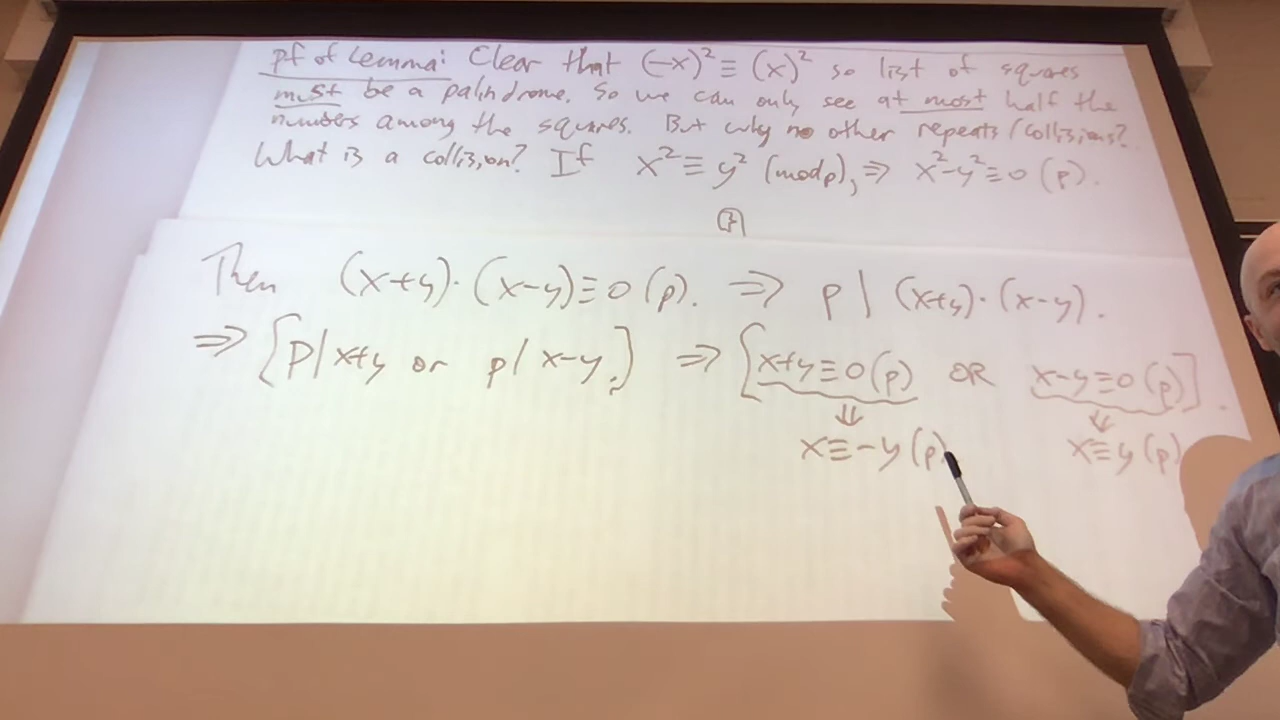 pf of Lemma: Clear that (-x)² ≡ (x)² so list of squares
must be a palindrome. So we can only see at most half the
numbers among the squares. But why no other repeats/collisions?
What is a collision? If x² ≡ y² (mod p), ⇒ x²-y² ≡ 0 (p).
Then (x+y)·(x-y) ≡ 0 (p). ⇒ p | (x+y)·(x-y).
⇒ [p | x+y or p | x-y.] ⇒ [x+y ≡ 0 (p) OR x-y ≡ 0 (p)].
⇓ ⇓
x ≡ -y (p) x ≡ y (p)